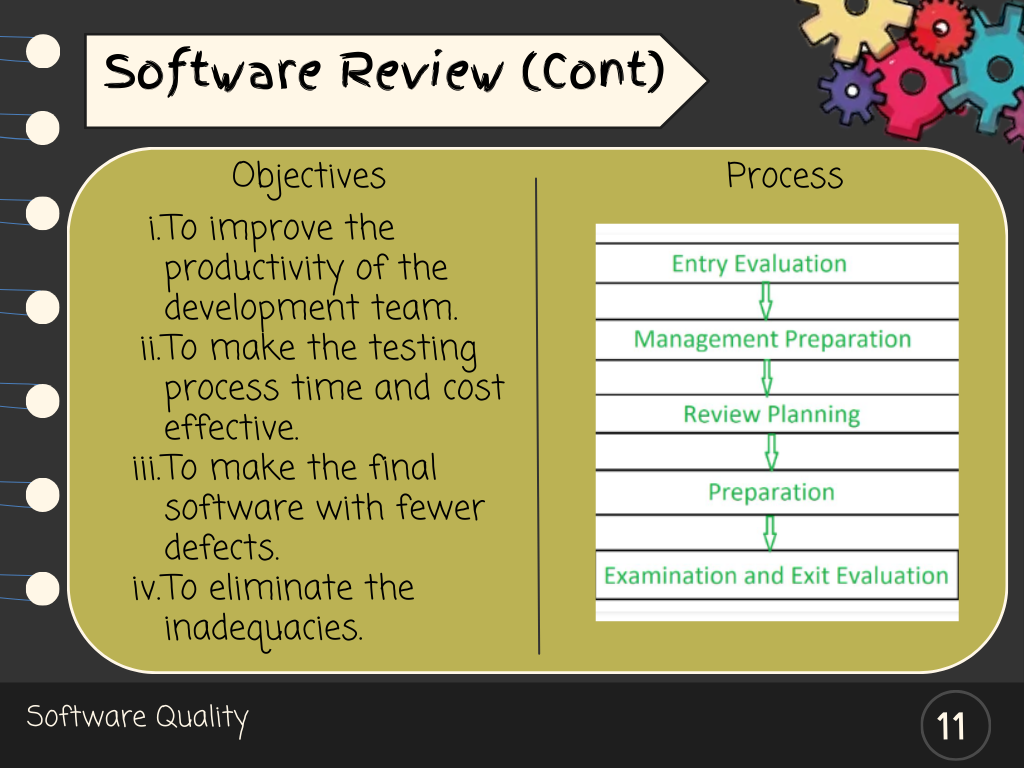 Software Review (Cont)
Objectives
i.To improve the
productivity of the
development team.
ii.To make the testing
process time and cost
effective.
iii.To make the final
software with fewer
defects.
iv.To eliminate the
inadequacies.
Process
Entry Evaluation
Management Preparation
Review Planning
Preparation
Examination and Exit Evaluation
Software Quality
11